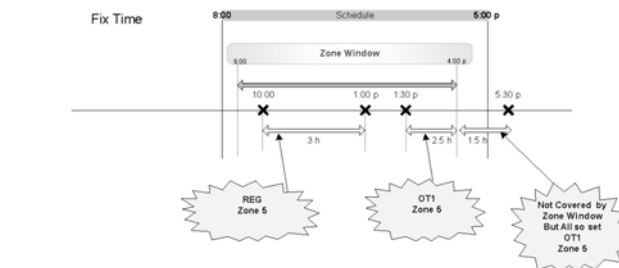 Fix Time
8:00
Schedule
5:00 p
Zone Window
9:00
4:00 p
10:00
1:00 p
1:30 p
5:30 p
3 h
2.5 h
1.5 h
REG
Zone 5
OT1
Zone 5
Not Covered by
Zone Window
But All so set
OT1
Zone 5